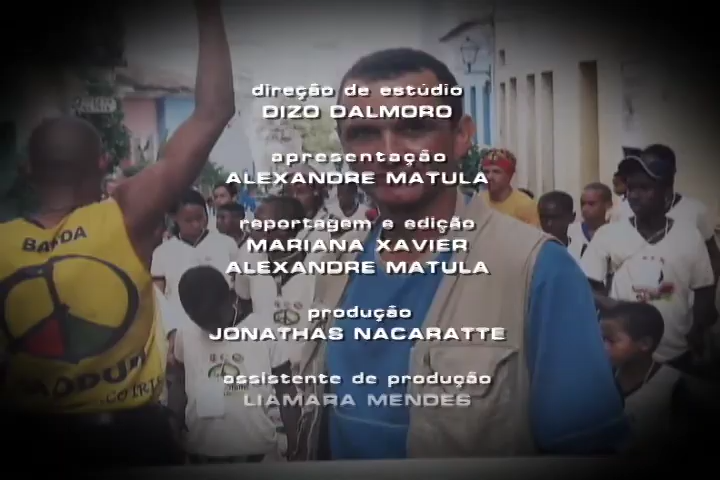 direção de estúdio
DIZO DALMORO
apresentação
ALEXANDRE MATULA
reportagem e edição
MARIANA XAVIER
ALEXANDRE MATULA
produção
JONATHAS NACARATTE
assistente de produção
LIAMARA MENDES
BANDA